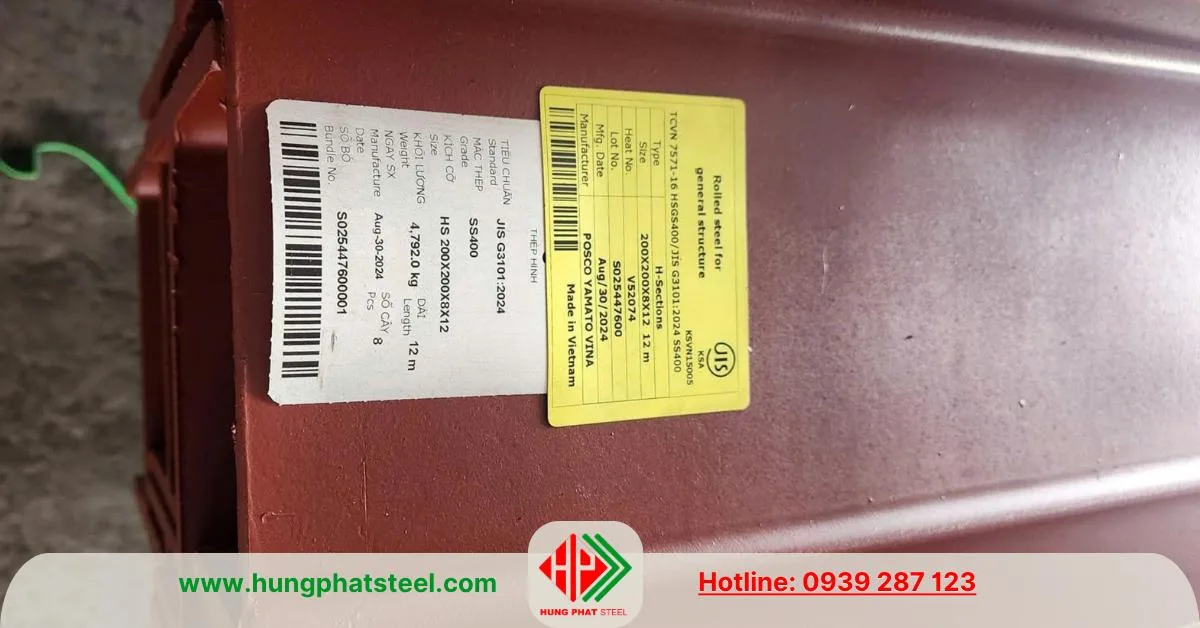 TIÊU CHUẨN
Standard JIS G3101:2024
MÁC THÉP
Grade SS400
KÍCH CỠ
Size HS 200X200X8X12
KHỐI LƯỢNG DÀI
Weight 4,792.0 kg Length 12 m
NGAY SX SỐ CÂY
Manufacture Aug-30-2024 Pcs 8
Date
SỐ BÓ
Bundle No. S025447600001
THÉP HÌNH
Rolled steel for
general structure
JIS
KSA
KSVN15005
TCVN 7571-16 HSGS400/JIS G3101:2024 SS400
Type H-Sections
Size 200X200X8X12 12 m
Heat No. V52074
Lot No. S025447600
Mfg. Date Aug/30/2024
Manufacturer POSCO YAMATO VINA
Made in Vietnam
www.hungphatsteel.com
HP
HUNG PHAT STEEL
Hotline: 0939 287 123